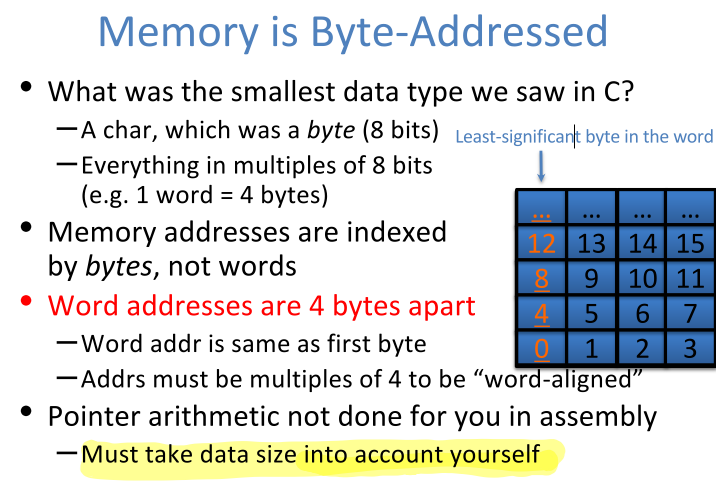 Memory is Byte-Addressed
• What was the smallest data type we saw in C?
– A char, which was a byte (8 bits)
Least-significant byte in the word
– Everything in multiples of 8 bits
(e.g. 1 word = 4 bytes)
• Memory addresses are indexed
by bytes, not words
• Word addresses are 4 bytes apart
– Word addr is same as first byte
– Addrs must be multiples of 4 to be “word-aligned”
• Pointer arithmetic not done for you in assembly
– Must take data size into account yourself
… … … …
12 13 14 15
8 9 10 11
4 5 6 7
0 1 2 3